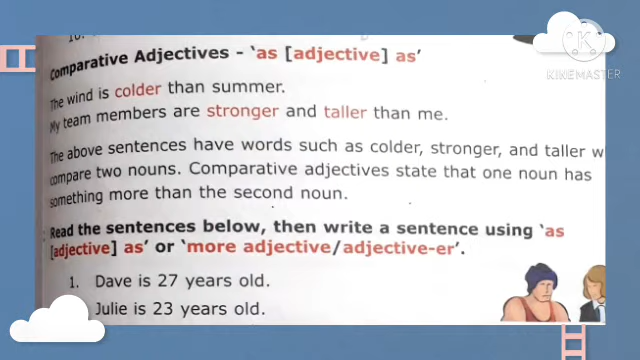 10.
Comparative Adjectives - ‘as [adjective] as’
The wind is colder than summer.
My team members are stronger and taller than me.
The above sentences have words such as colder, stronger, and taller w
compare two nouns. Comparative adjectives state that one noun has
something more than the second noun.
Read the sentences below, then write a sentence using ‘as
[adjective] as’ or ‘more adjective/adjective-er’.
1. Dave is 27 years old.
Julie is 23 years old.
K
KINEMASTER